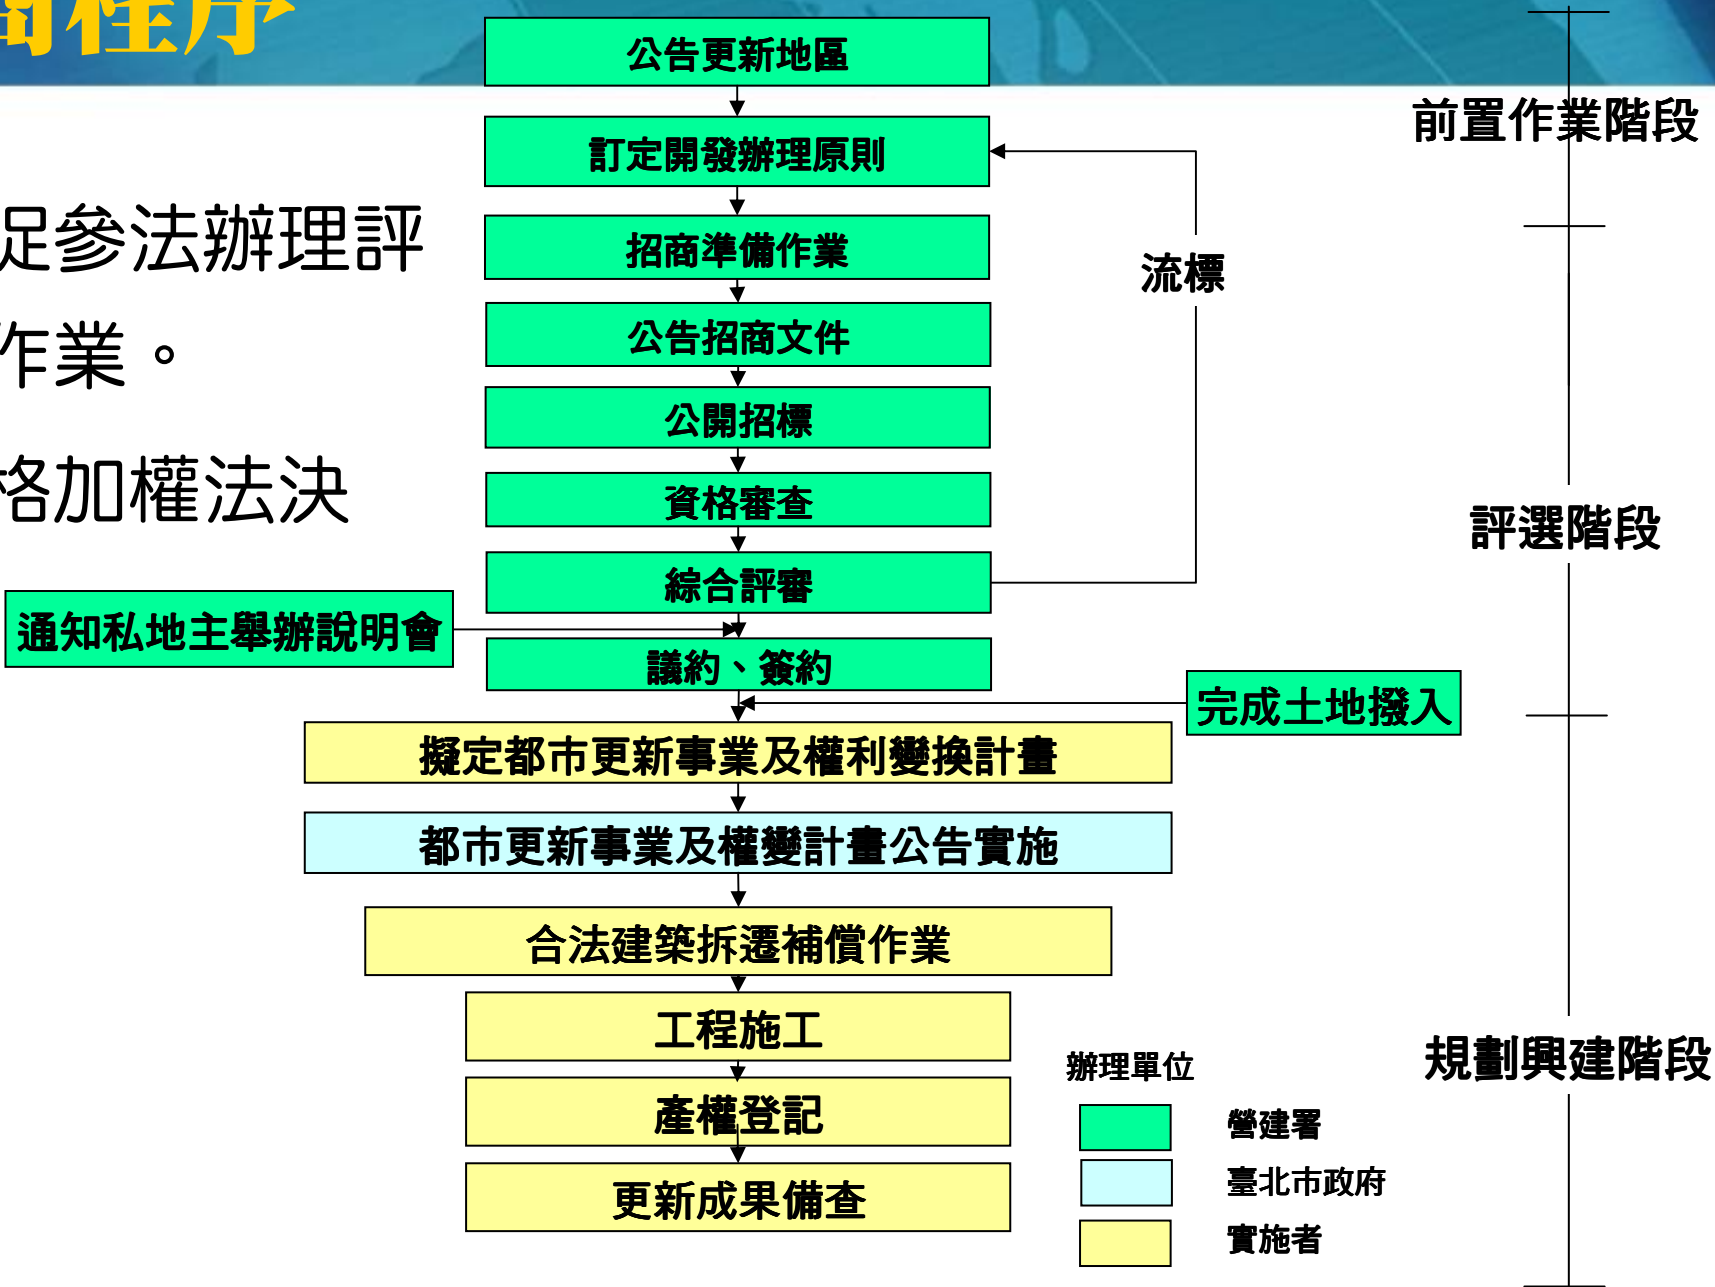 商程序
公告更新地區
訂定開發辦理原則
招商準備作業
公告招商文件
公開招標
資格審查
綜合評審
議約、簽約
擬定都市更新事業及權利變換計畫
都市更新事業及權變計畫公告實施
合法建築拆遷補償作業
工程施工
產權登記
更新成果備查
促參法辦理評
作業。
格加權法決
通知私地主舉辦說明會
流標
完成土地撥入
前置作業階段
評選階段
規劃興建階段
辦理單位
營建署
臺北市政府
實施者